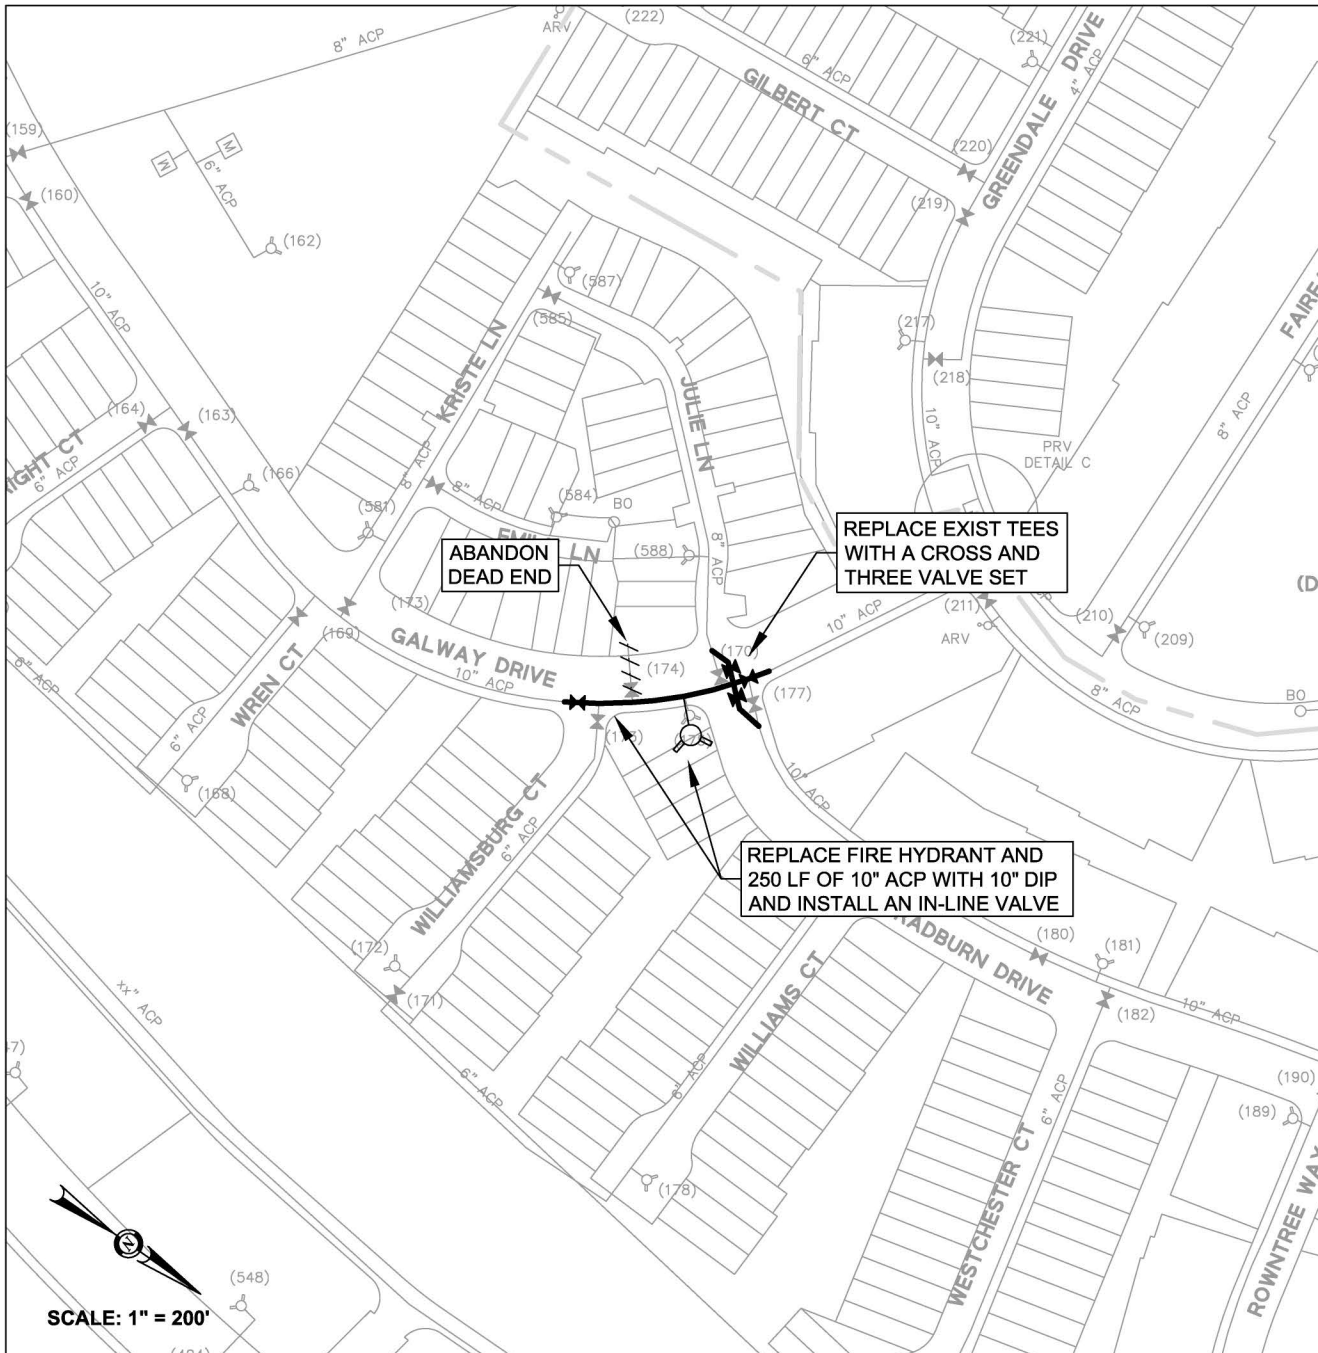 (222)
ARV
8" ACP
(221)
6" ACP
GILBERT CT
GREENDALE DRIVE
4" ACP
(159)
M
M
6" ACP
(220)
(160)
(219)
(162)
10" ACP
(587)
(585)
(217)
(218)
KRISTE LN
JULIE LN
10" ACP
8" ACP
PRV
DETAIL C
(164)
(163)
6" ACP
(166)
8" ACP
8" ACP
(584)
BO
(581)
LN
(588)
8" ACP
ABANDON
DEAD END
REPLACE EXIST TEES
WITH A CROSS AND
THREE VALVE SET
(173)
(169)
10" ACP
(211)
ARV
(210)
(209)
GALWAY DRIVE
10" ACP
(174)
(170)
(177)
6" ACP
WREN CT
6" ACP
(168)
8" ACP
BO
10" ACP
WILLIAMSBURG CT
6" ACP
REPLACE FIRE HYDRANT AND
250 LF OF 10" ACP WITH 10" DIP
AND INSTALL AN IN-LINE VALVE
(172)
(171)
RADBURN DRIVE
(180)
(181)
(182)
10" ACP
xx" ACP
WILLIAMS CT
6" ACP
6" ACP
6" ACP
(178)
WESTCHESTER CT
(190)
(189)
ROWNTREE WAY
(548)
N
SCALE: 1" = 200'